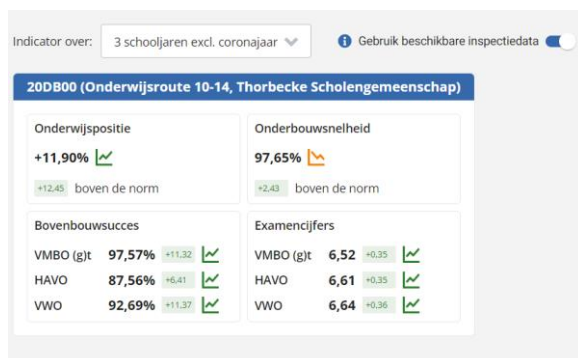 Indicator over: 3 schooljaren excl. coronajaar Gebruik beschikbare inspectiedata
20DB00 (Onderwijsroute 10-14, Thorbecke Scholengemeenschap)
Onderwijspositie
+11,90%
+12.45 boven de norm
Onderbouwsnelheid
97,65%
+2.43 boven de norm
Bovenbouwsucces
VMBO (g)t 97,57% +11,32
HAVO 87,56% +6,41
VWO 92,69% +11,37
Examencijfers
VMBO (g)t 6,52 +0,35
HAVO 6,61 +0,35
VWO 6,64 +0,36